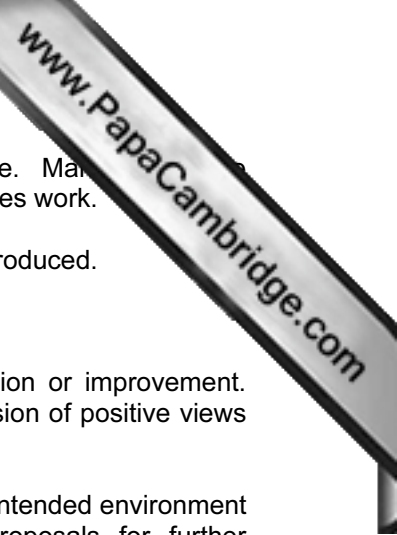 www.PapaCambridge.com
e. Ma
es work.
roduced.
ion or improvement.
sion of positive views
ntended environment
roposals for further